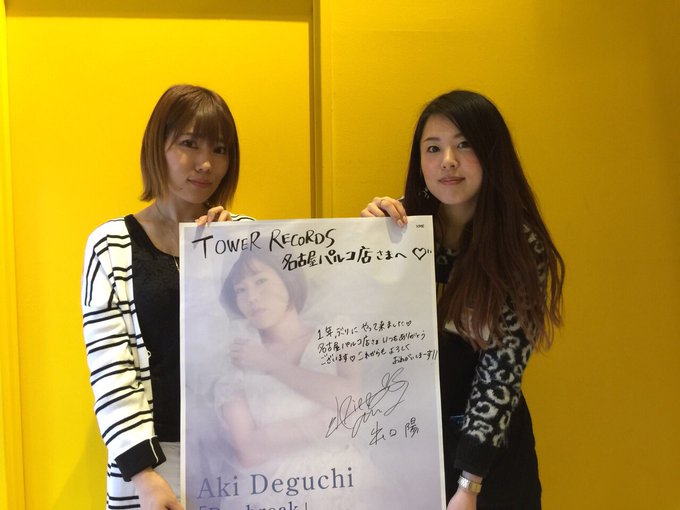 TOWER RECORDS
名古屋パルコ店さまへ♡
1年ぶりにやって来ました♡
名古屋パルコ店さまいつもありがとう
ございます♡これからもよろしく
おねがいしまーす!!
出口 陽
Aki Deguchi